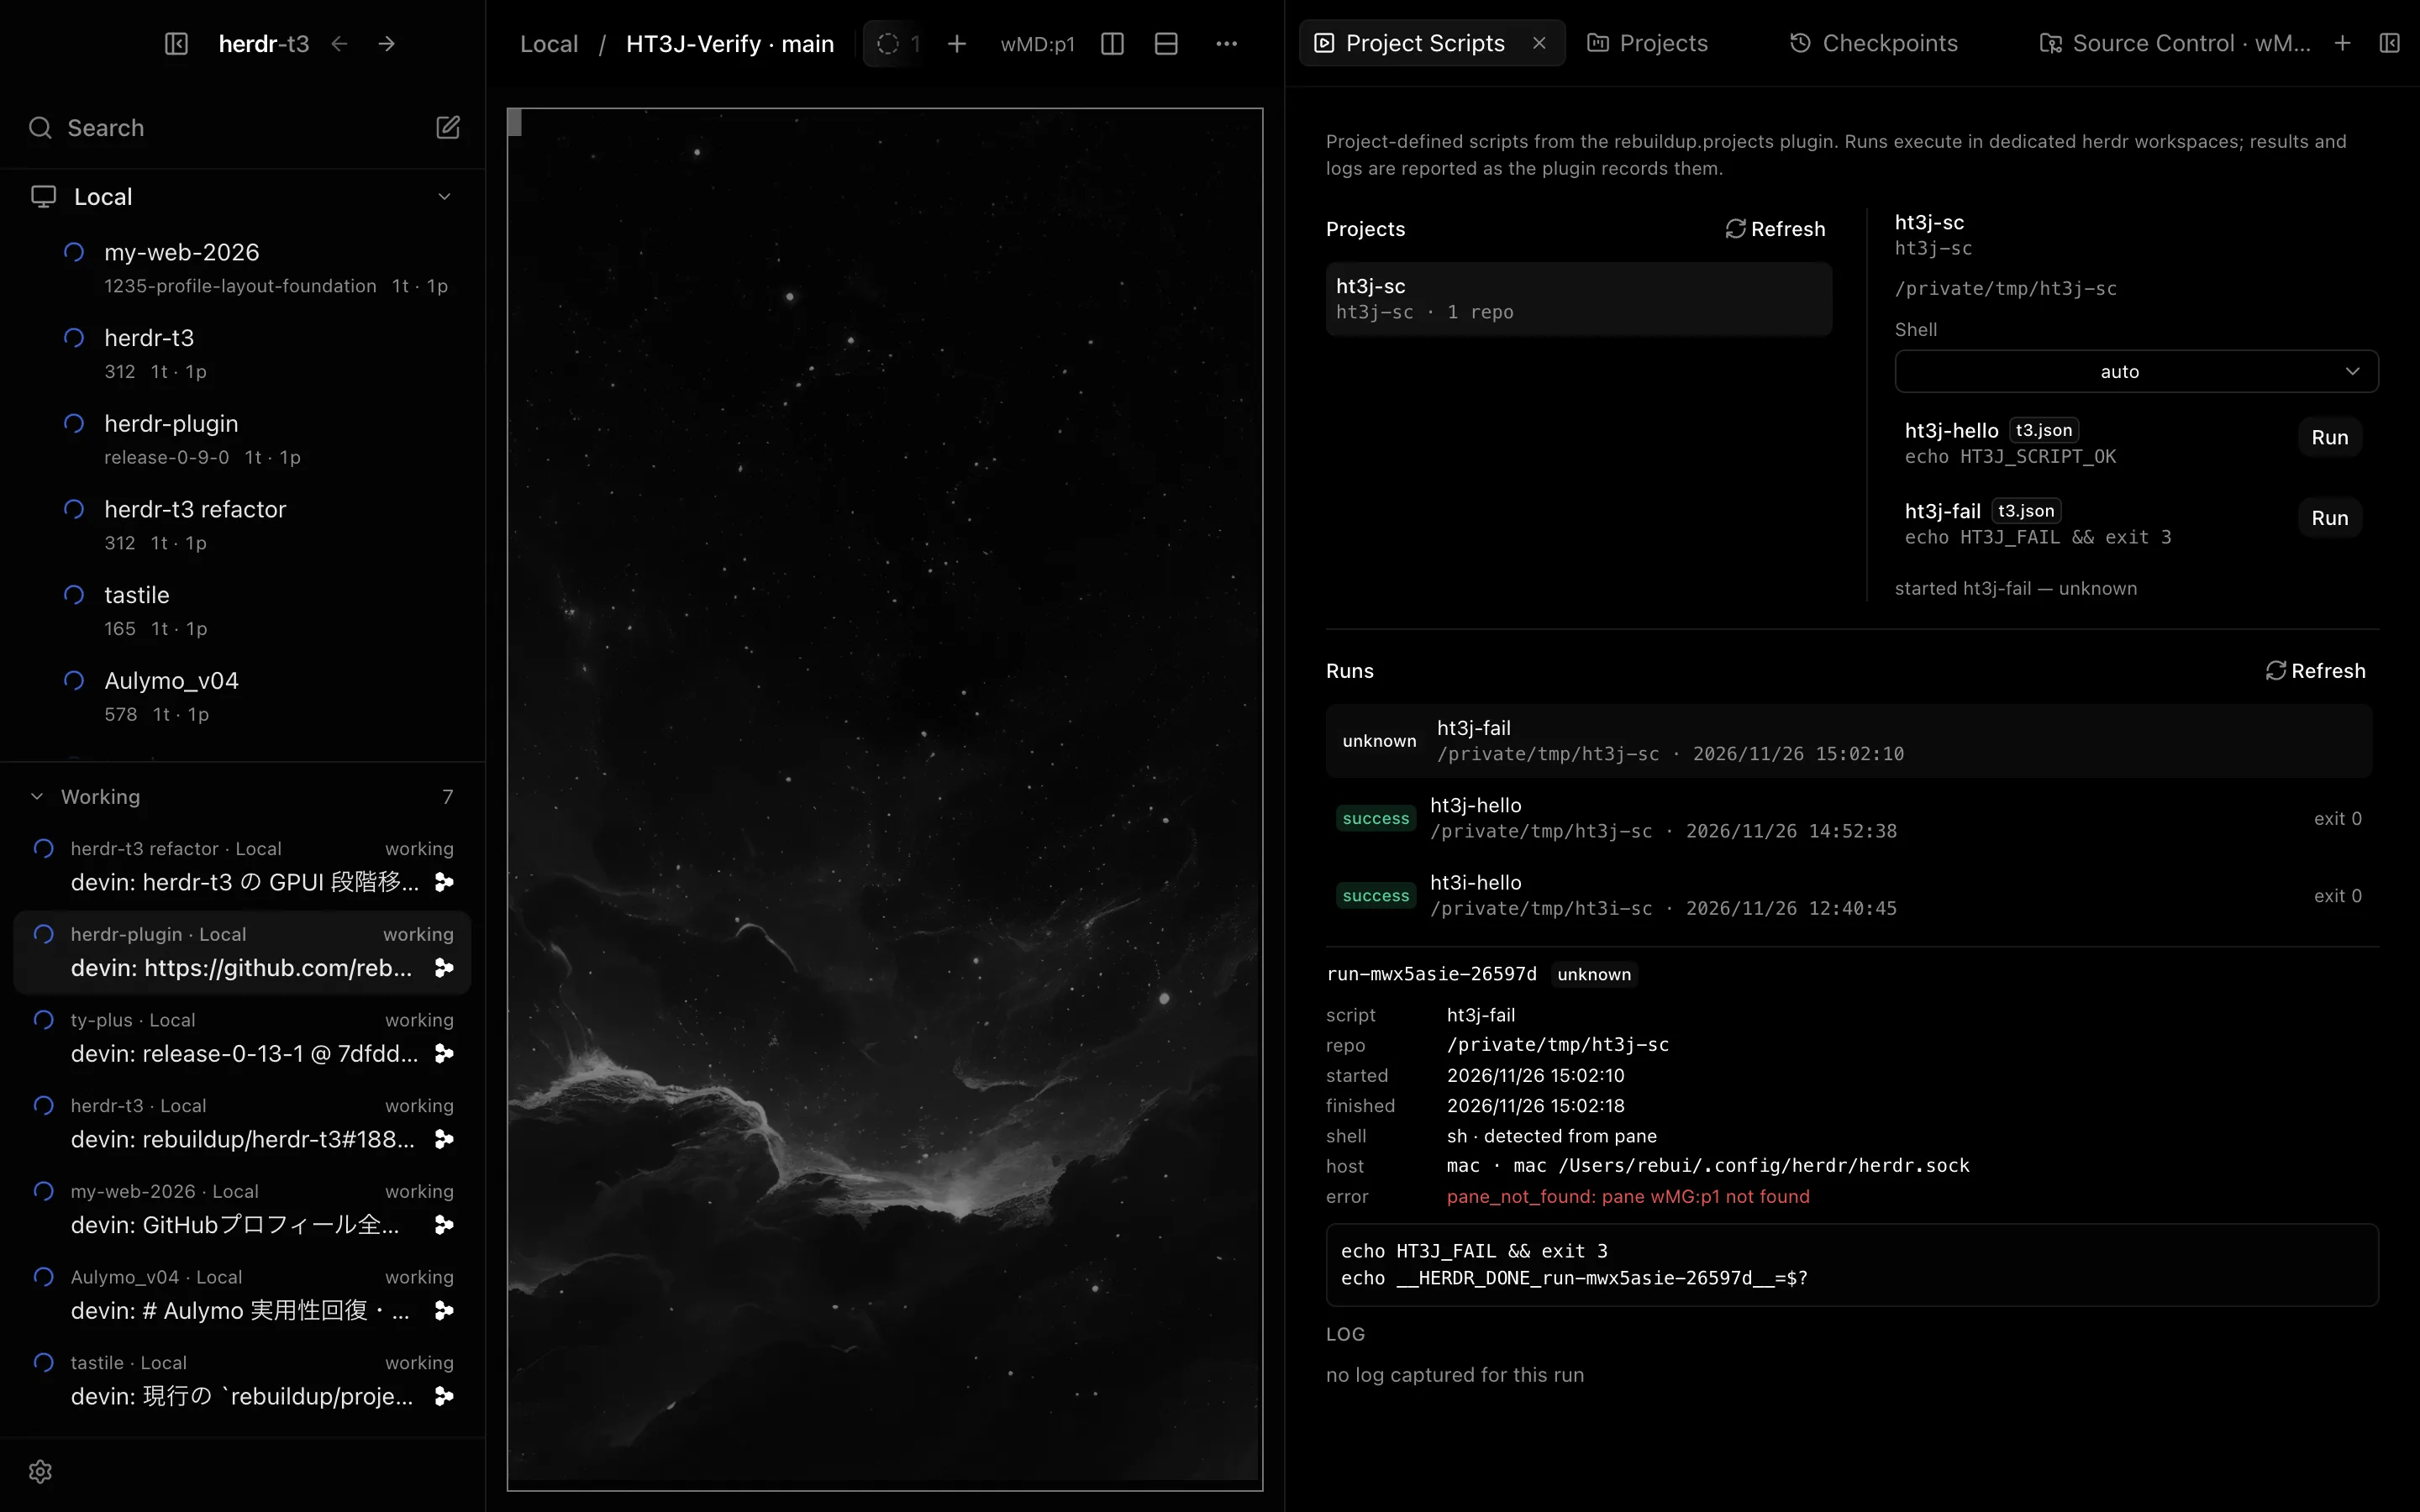 herdr-t3
Search
Local
my-web-2026
1235-profile-layout-foundation 1t · 1p
herdr-t3
312 1t · 1p
herdr-plugin
release-0-9-0 1t · 1p
herdr-t3 refactor
312 1t · 1p
tastile
165 1t · 1p
Aulymo_v04
578 1t · 1p
Working 7
herdr-t3 refactor · Local working
devin: herdr-t3 の GPUI 段階移...
herdr-plugin · Local working
devin: https://github.com/reb...
ty-plus · Local working
devin: release-0-13-1 @ 7dfdd...
herdr-t3 · Local working
devin: rebuildup/herdr-t3#188...
my-web-2026 · Local working
devin: GitHubプロフィール全...
Aulymo_v04 · Local working
devin: # Aulymo 実用性回復・...
tastile · Local working
devin: 現行の `rebuildup/proje...
Local / HT3J-Verify · main 1 wMD:p1
Project Scripts Projects Checkpoints Source Control · wM...
Project-defined scripts from the rebuildup.projects plugin. Runs execute in dedicated herdr workspaces; results and
logs are reported as the plugin records them.
Projects Refresh
ht3j-sc
ht3j-sc · 1 repo
ht3j-sc
ht3j-sc
/private/tmp/ht3j-sc
Shell
auto
ht3j-hello t3.json Run
echo HT3J_SCRIPT_OK
ht3j-fail t3.json Run
echo HT3J_FAIL && exit 3
started ht3j-fail — unknown
Runs Refresh
unknown ht3j-fail
/private/tmp/ht3j-sc · 2026/11/26 15:02:10
success ht3j-hello exit 0
/private/tmp/ht3j-sc · 2026/11/26 14:52:38
success ht3i-hello exit 0
/private/tmp/ht3i-sc · 2026/11/26 12:40:45
run-mwx5asie-26597d unknown
script ht3j-fail
repo /private/tmp/ht3j-sc
started 2026/11/26 15:02:10
finished 2026/11/26 15:02:18
shell sh · detected from pane
host mac · mac /Users/rebui/.config/herdr/herdr.sock
error pane_not_found: pane wMG:p1 not found
echo HT3J_FAIL && exit 3
echo __HERDR_DONE_run-mwx5asie-26597d__=$?
LOG
no log captured for this run